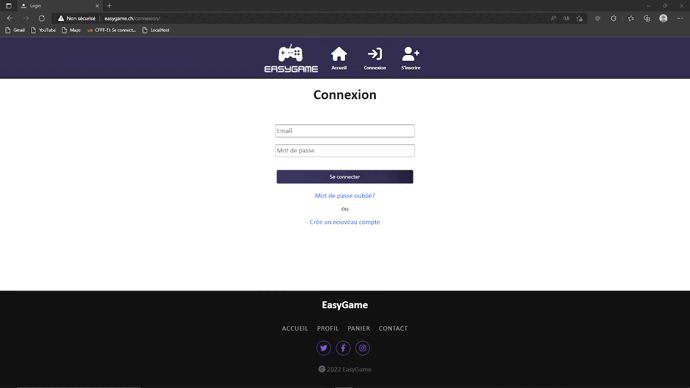 Login
Non sécurisé | easygame.ch/connexion/
Gmail YouTube Maps CFPT-EI: Se connect... LocalHost
EASYGAME
Accueil Connexion S'inscrire
Connexion
Email
Mot de passe
Se connecter
Mot de passe oublié ?
ou
Crée un nouveau compte
EasyGame
ACCUEIL PROFIL PANIER CONTACT
© 2022 EasyGame